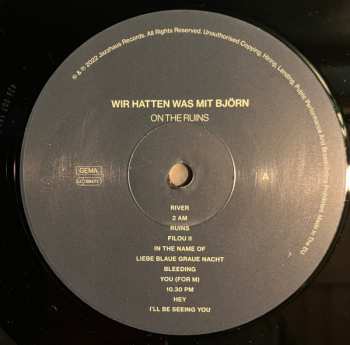 ℗ & © 2022 Jazzhaus Records. All Rights Reserved. Unauthorised Copying, Hiring, Lending, Public Performance And Broadcasting Prohibited. Made In The EU
WIR HATTEN WAS MIT BJÖRN
ON THE RUINS
GEMA
A
RIVER
2 AM
RUINS
FILOU II
IN THE NAME OF
LIEBE BLAUE GRAUE NACHT
BLEEDING
YOU (FOR M)
10.30 PM
HEY
I'LL BE SEEING YOU